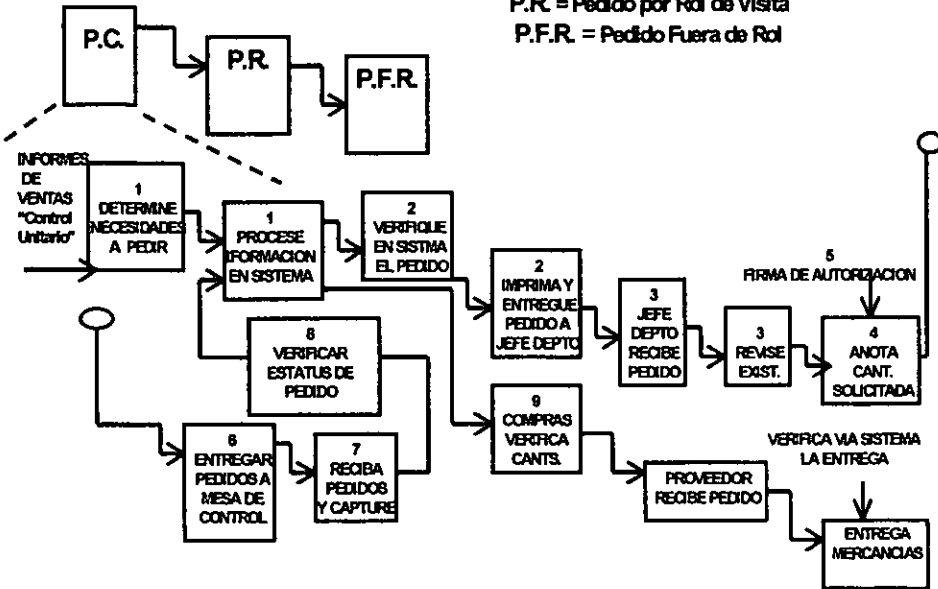 P.R. = Pedido por Rol de Visita
P.F.R. = Pedido Fuera de Rol
P.C.
P.R.
P.F.R.
INFORMES
DE
VENTAS
"Control
Unitario"
1
DETERMINE
NECESIDADES
A PEDIR
1
PROCESE
INFORMACION
EN SISTEMA
2
VERIFIQUE
EN SISTMA
EL PEDIDO
2
IMPRIMA Y
ENTREGUE
PEDIDO A
JEFE DEPTO
3
JEFE
DEPTO
RECIBE
PEDIDO
3
REVISE
EXIST.
5
FIRMA DE AUTORIZACION
4
ANOTA
CANT.
SOLICITADA
6
ENTREGAR
PEDIDOS A
MESA DE
CONTROL
7
RECIBA
PEDIDOS
Y CAPTURE
8
VERIFICAR
ESTATUS DE
PEDIDO
9
COMPRAS
VERIFICA
CANTS.
PROVEEDOR
RECIBE PEDIDO
VERIFICA VIA SISTEMA
LA ENTREGA
ENTREGA
MERCANCIAS